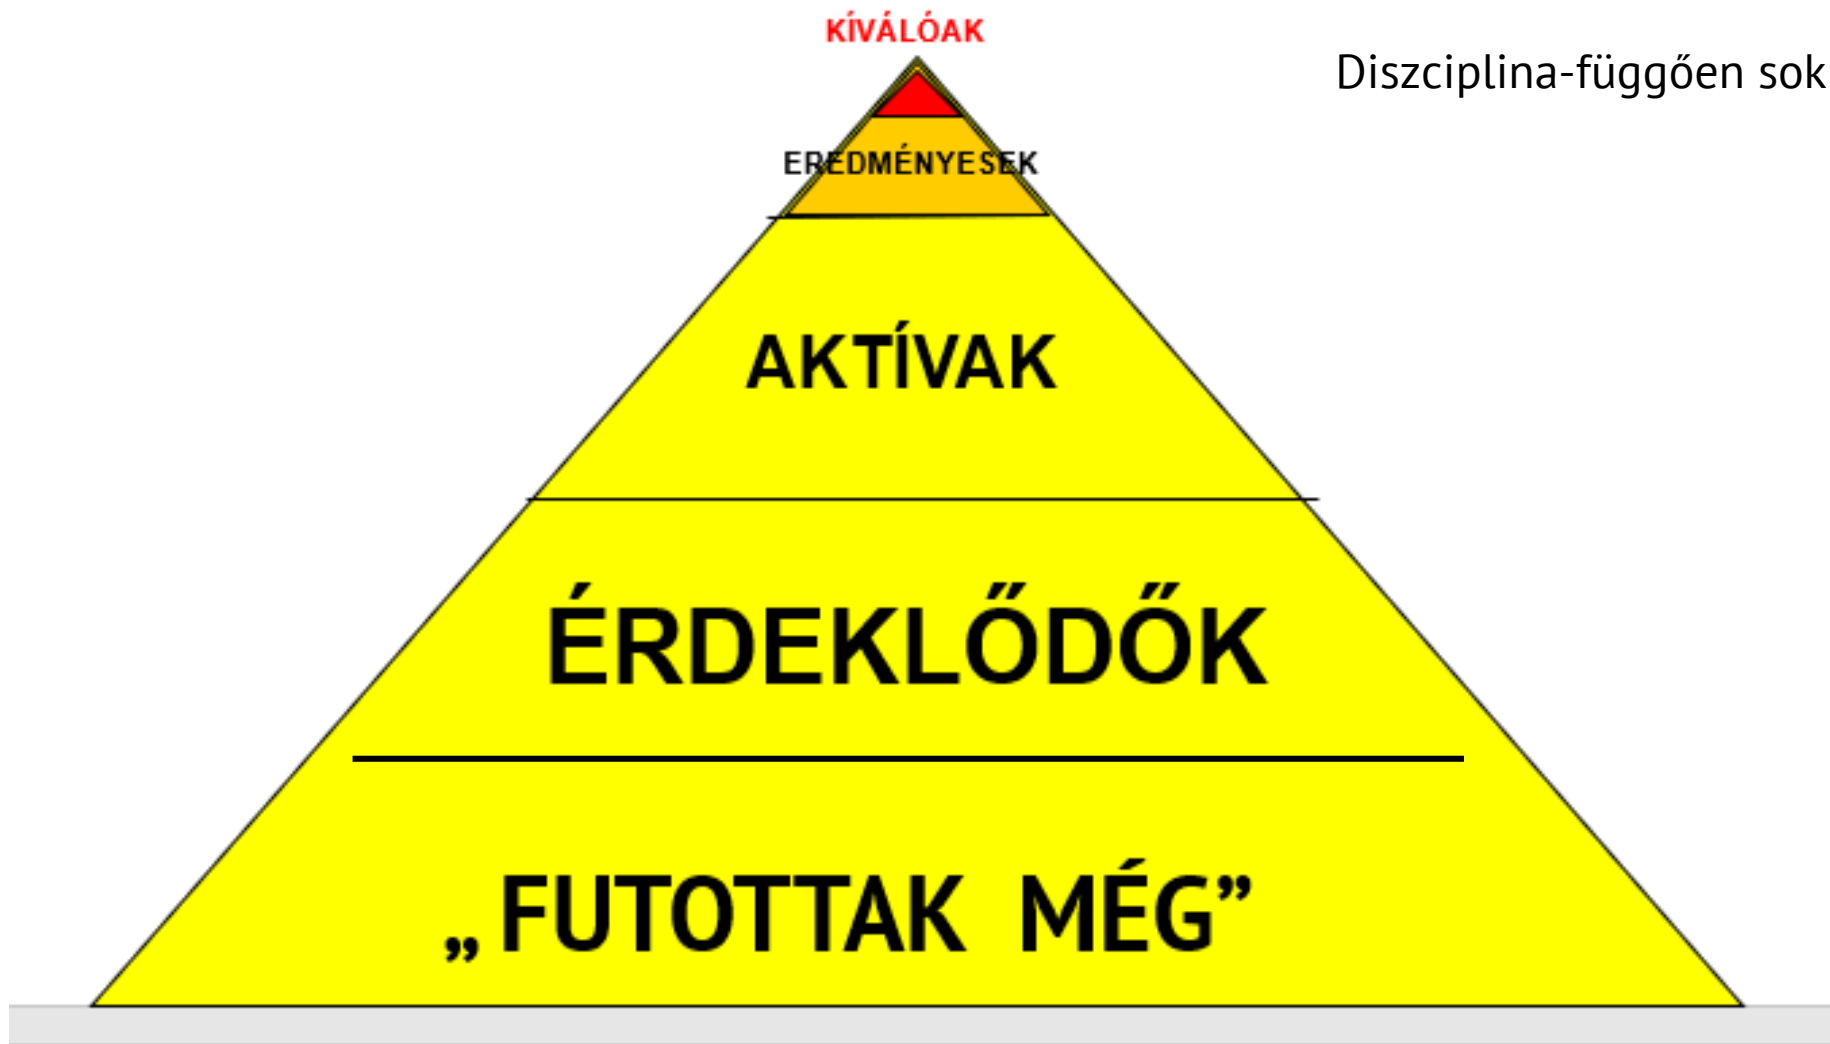 KÍVÁLÓAK
Diszciplina-függően sok
EREDMÉNYESEK
AKTÍVAK
ÉRDEKLŐDŐK
„FUTOTTAK MÉG”